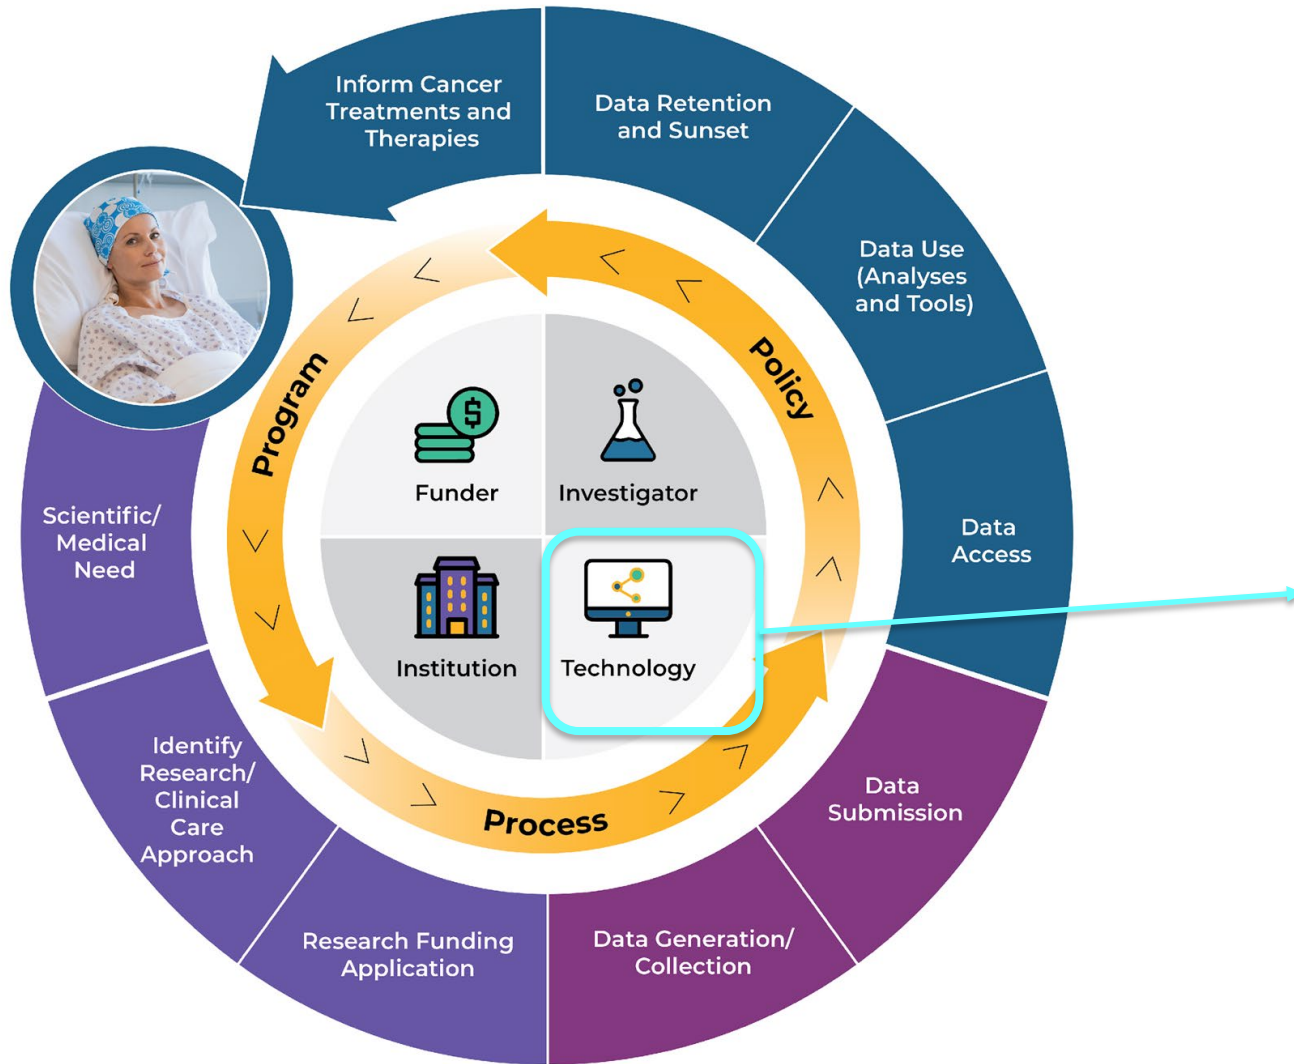 Inform Cancer
Treatments and
Therapies
Data Retention
and Sunset
Data Use
(Analyses
and Tools)
Data
Access
Data
Submission
Data Generation/
Collection
Research Funding
Application
Identify
Research/
Clinical
Care
Approach
Scientific/
Medical
Need
Program
Policy
Process
Funder
Investigator
Institution
Technology
$